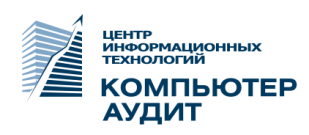 ЦЕНТР
ИНФОРМАЦИОННЫХ
ТЕХНОЛОГИЙ
КОМПЬЮТЕР
АУДИТ